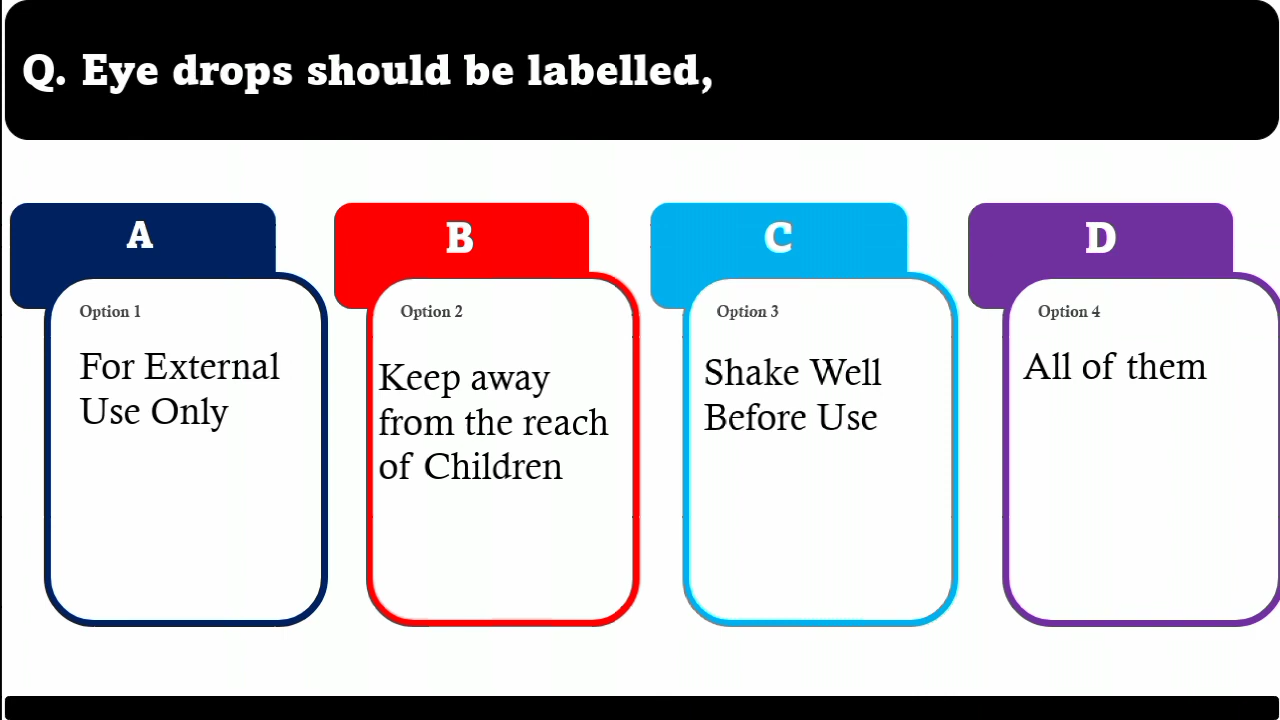 Q. Eye drops should be labelled,
A
Option 1
For External
Use Only
B
Option 2
Keep away
from the reach
of Children
C
Option 3
Shake Well
Before Use
D
Option 4
All of them